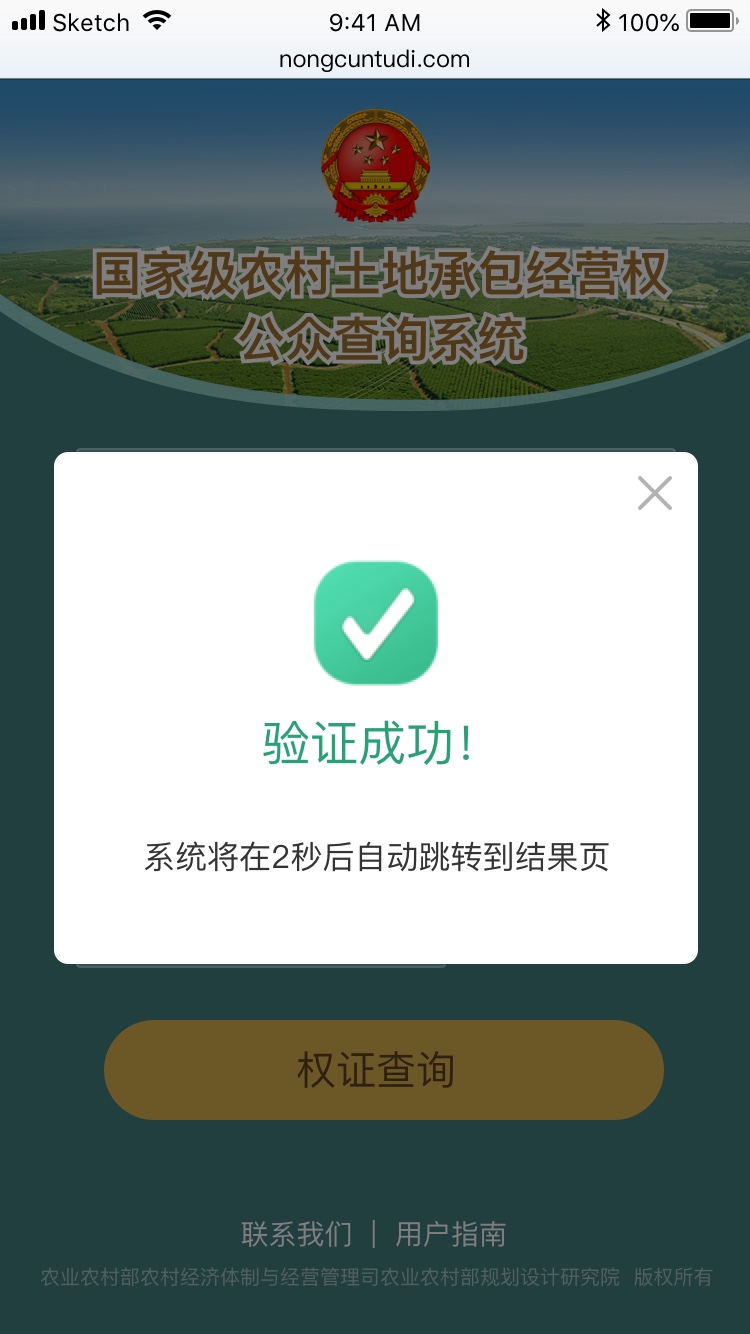 Sketch 9:41 AM 100%
nongcuntudi.com
国家级农村土地承包经营权
公众查询系统
验证成功!
系统将在2秒后自动跳转到结果页
权证查询
联系我们 | 用户指南
农业农村部农村经济体制与经营管理司农业农村部规划设计研究院 版权所有